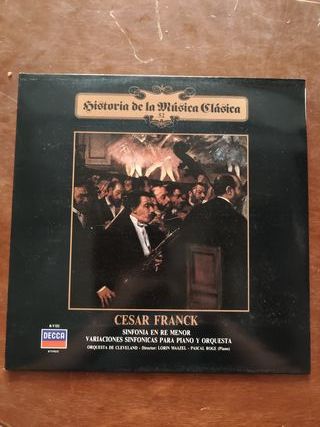 Historia de la Música Clásica
52
CESAR FRANCK
SINFONIA EN RE MENOR
VARIACIONES SINFONICAS PARA PIANO Y ORQUESTA
ORQUESTA DE CLEVELAND - Director: LORIN MAAZEL - PASCAL ROGE (Piano)
DECCA
STEREO